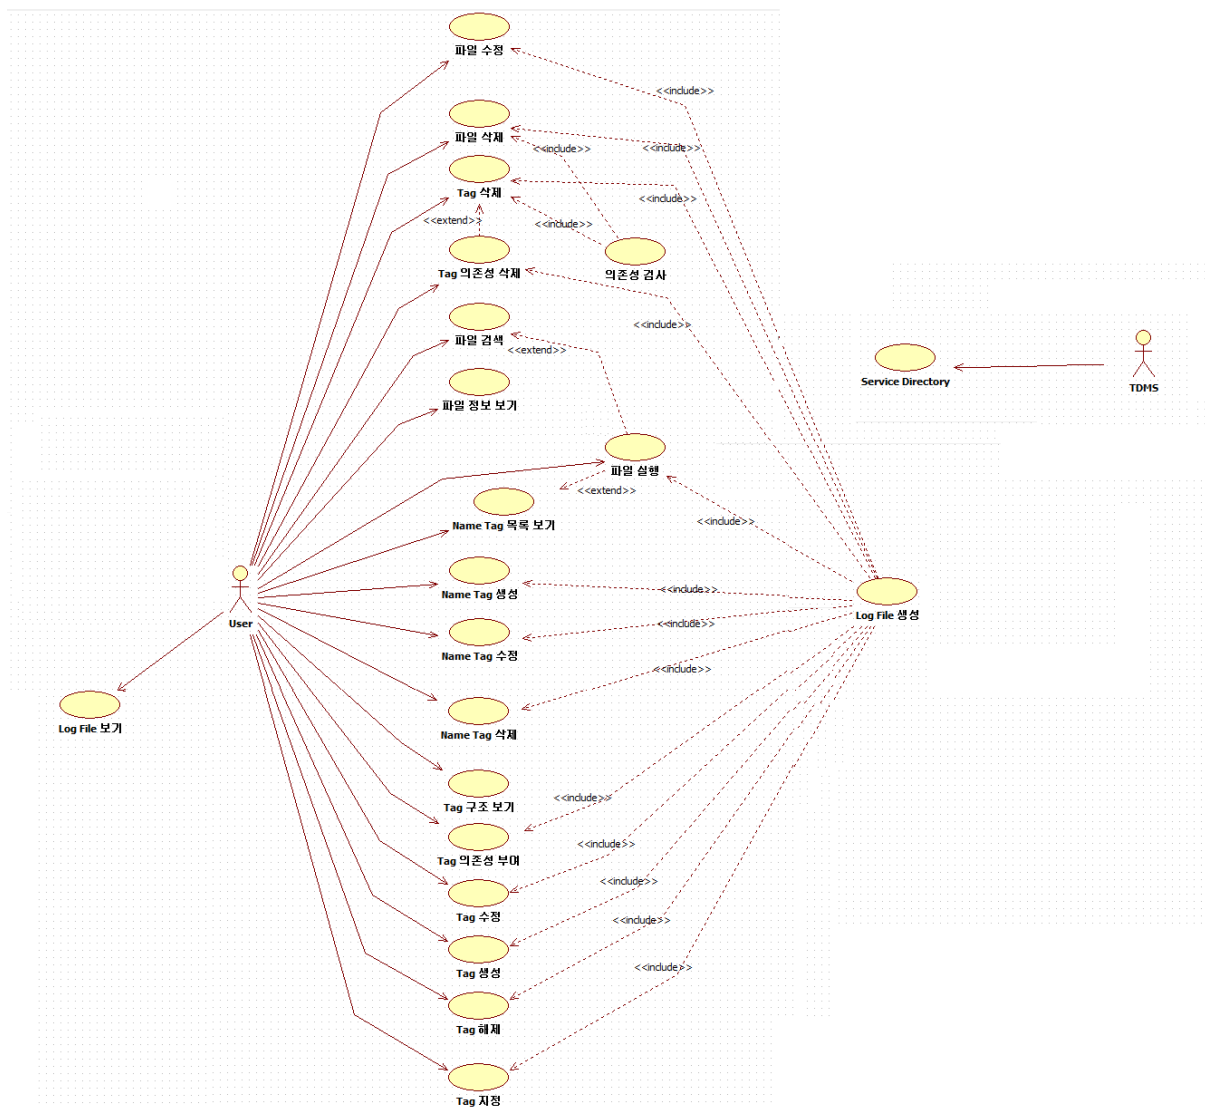 파일 수정
<<include>>
파일 삭제
<<include>>
<<include>>
Tag 삭제
<<include>>
<<extend>>
<<include>>
Tag 의존성 삭제
의존성 검사
<<include>>
파일 검색
<<extend>>
Service Directory
TDMS
파일 정보 보기
파일 실행
<<extend>>
Name Tag 목록 보기
<<include>>
Name Tag 생성
<<include>>
Log File 생성
User
<<include>>
Name Tag 수정
<<include>>
Log File 보기
Name Tag 삭제
<<include>>
Tag 구조 보기
<<include>>
Tag 의존성 부여
<<include>>
Tag 수정
<<include>>
Tag 생성
<<include>>
Tag 해제
Tag 지정